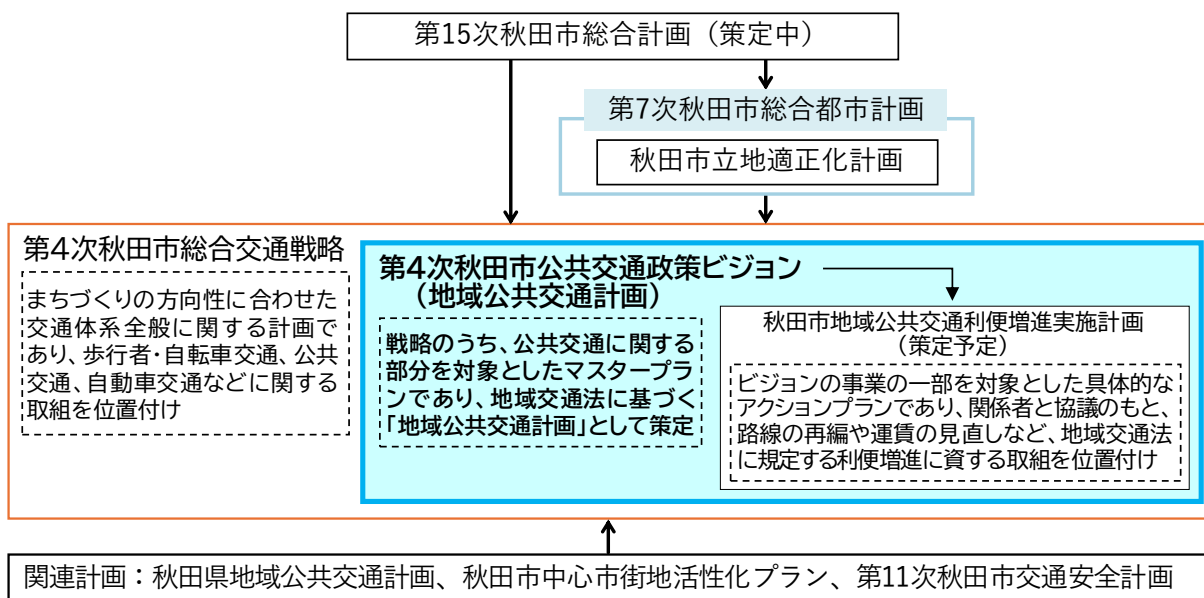 第15次秋田市総合計画（策定中）
第7次秋田市総合都市計画
秋田市立地適正化計画
第4次秋田市総合交通戦略
まちづくりの方向性に合わせた
交通体系全般に関する計画で
あり、歩行者・自転車交通、公共
交通、自動車交通などに関する
取組を位置付け
第4次秋田市公共交通政策ビジョン
（地域公共交通計画）
戦略のうち、公共交通に関する
部分を対象としたマスタープラ
ンであり、地域交通法に基づく
「地域公共交通計画」として策定
秋田市地域公共交通利便増進実施計画
（策定予定）
ビジョンの事業の一部を対象とした具体的な
アクションプランであり、関係者と協議のもと、
路線の再編や運賃の見直しなど、地域交通法
に規定する利便増進に資する取組を位置付け
関連計画：秋田県地域公共交通計画、秋田市中心市街地活性化プラン、第11次秋田市交通安全計画